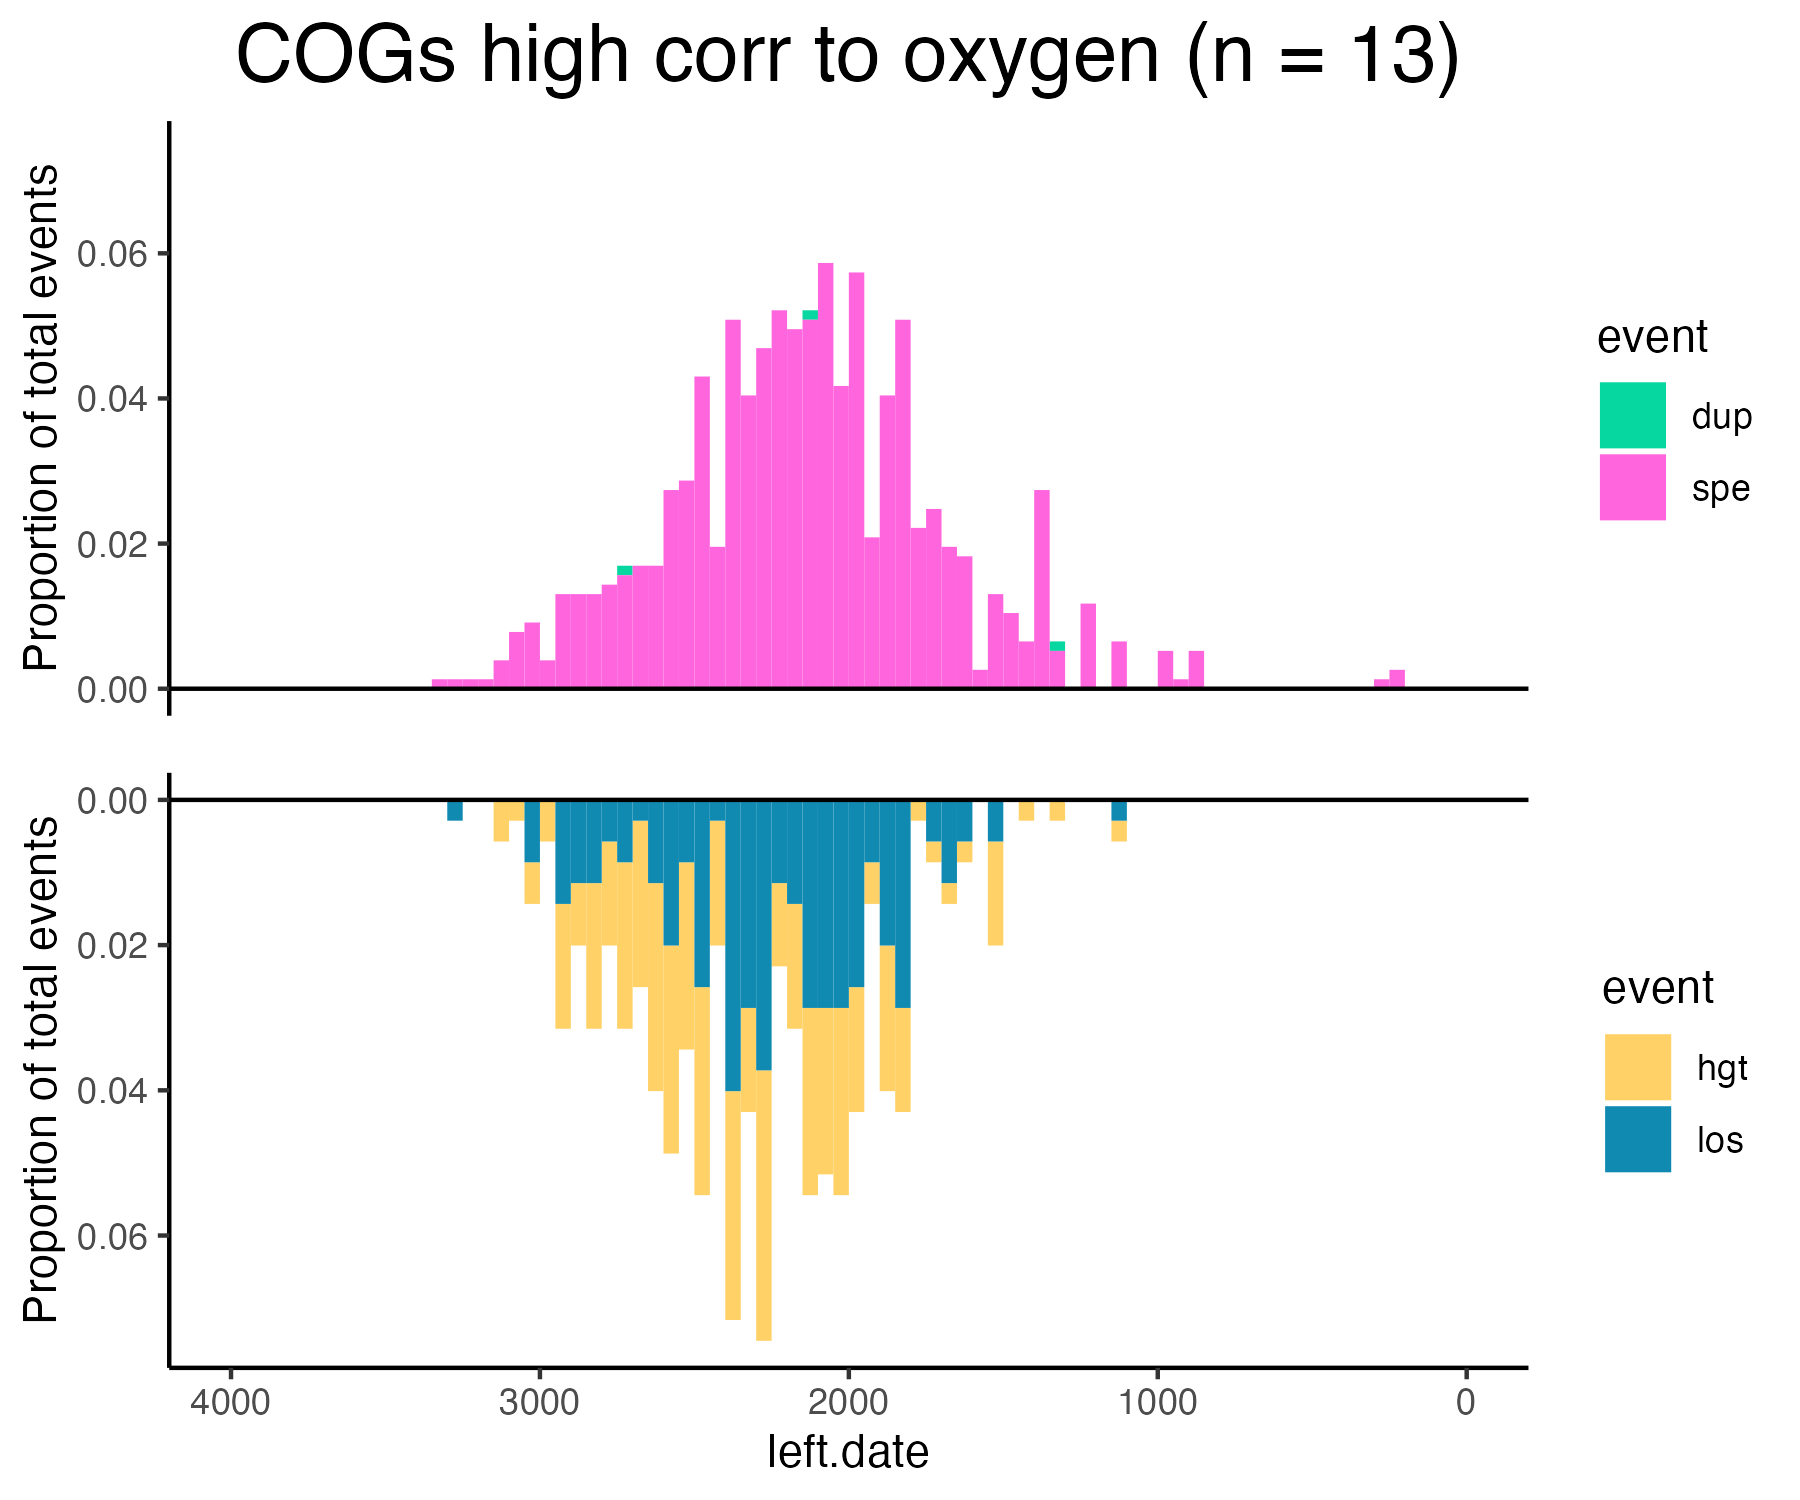 COGs high corr to oxygen (n = 13)
Proportion of total events
0.06
0.04
0.02
0.00
event
dup
spe
Proportion of total events
0.00
0.02
0.04
0.06
event
hgt
los
4000 3000 2000 1000 0
left.date